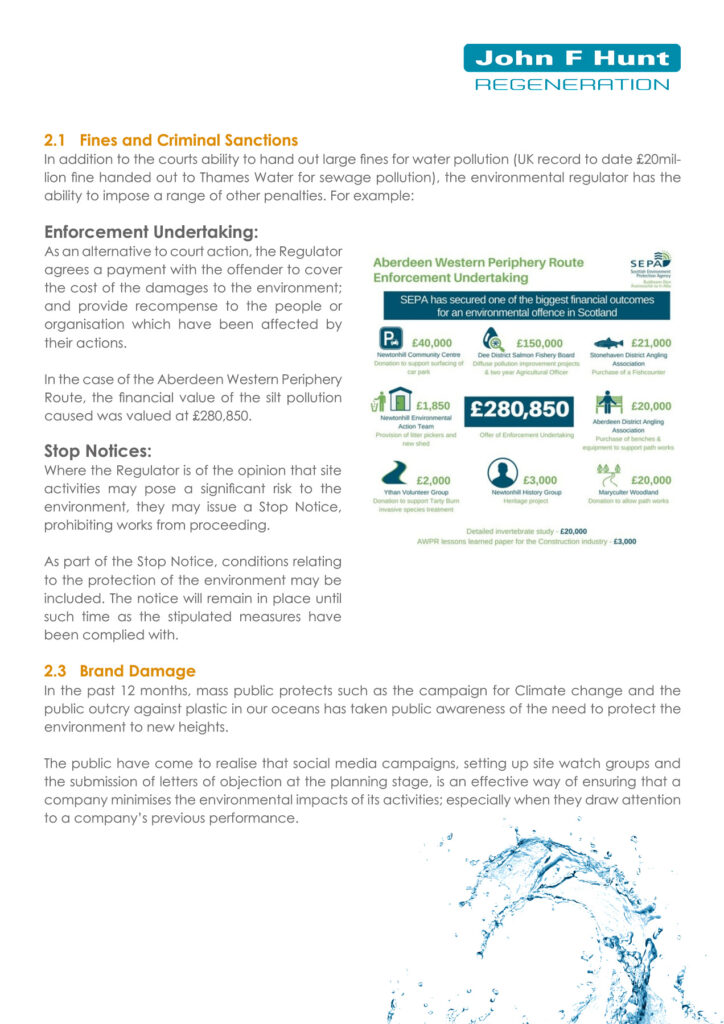 John F Hunt
REGENERATION
2.1 Fines and Criminal Sanctions
In addition to the courts ability to hand out large fines for water pollution (UK record to date £20mil-
lion fine handed out to Thames Water for sewage pollution), the environmental regulator has the
ability to impose a range of other penalties. For example:
Enforcement Undertaking:
As an alternative to court action, the Regulator
agrees a payment with the offender to cover
the cost of the damages to the environment;
and provide recompense to the people or
organisation which have been affected by
their actions.
In the case of the Aberdeen Western Periphery
Route, the financial value of the silt pollution
caused was valued at £280,850.
Stop Notices:
Where the Regulator is of the opinion that site
activities may pose a significant risk to the
environment, they may issue a Stop Notice,
prohibiting works from proceeding.
As part of the Stop Notice, conditions relating
to the protection of the environment may be
included. The notice will remain in place until
such time as the stipulated measures have
been complied with.
Aberdeen Western Periphery Route
Enforcement Undertaking
SEPA
Scottish Environment
Protection Agency
SEPA has secured one of the biggest financial outcomes
for an environmental offence in Scotland
£40,000
Newtonhill Community Centre
Donation to support surfacing of
car park
£150,000
Dee District Salmon Fishery Board
Diffuse pollution improvement projects
& two year Agricultural Officer
£21,000
Stonehaven District Angling
Association
Purchase of a Fishcounter
£1,850
Newtonhill Environmental
Action Team
Provision of litter pickers and
new shed
£280,850
Offer of Enforcement Undertaking
£20,000
Aberdeen District Angling
Association
Purchase of benches &
equipment to support path works
£2,000
Ythan Volunteer Group
Donation to support Tarty Burn
invasive species treatment
£3,000
Newtonhill History Group
Heritage project
£20,000
Maryculter Woodland
Donation to allow path works
Detailed invertebrate study - £20,000
AWPR lessons learned paper for the Construction industry - £3,000
2.3 Brand Damage
In the past 12 months, mass public protects such as the campaign for Climate change and the
public outcry against plastic in our oceans has taken public awareness of the need to protect the
environment to new heights.
The public have come to realise that social media campaigns, setting up site watch groups and
the submission of letters of objection at the planning stage, is an effective way of ensuring that a
company minimises the environmental impacts of its activities; especially when they draw attention
to a company's previous performance.